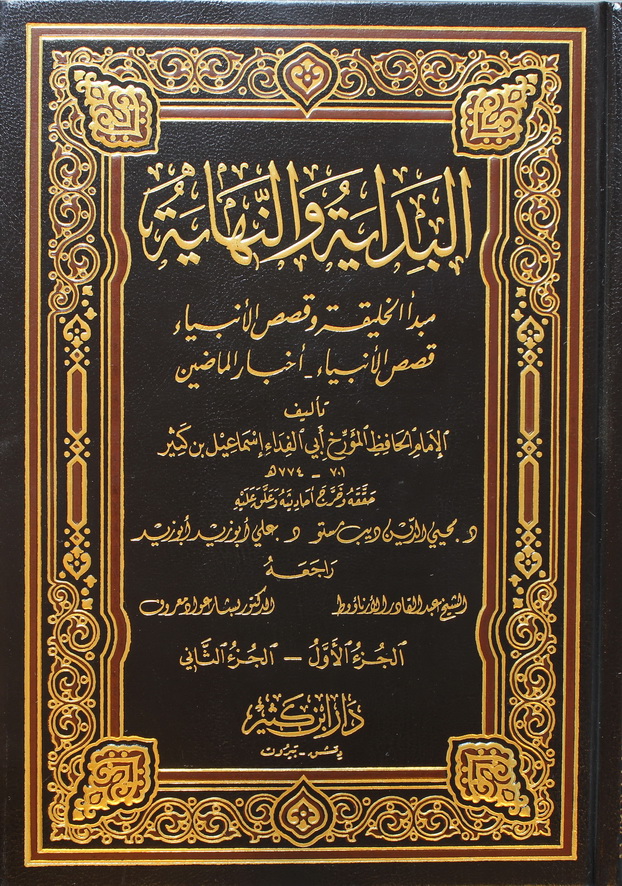 البداية والنهاية
مبدأ الخليقة وقصص الأنبياء
قصص الأنبياء - أخبار الماضين
تأليف
الإمام الحافظ المؤرخ أبي الفداء إسماعيل بن كثير
٧٠١ - ٧٧٤ هـ
حققه وخرج أحاديثه وعلق عليه
د. محيي الدين ديب مستو د. علي أبو زيد أبو زيد
راجعه
الشيخ عبد القادر الأرناؤوط الدكتور بشار عواد معروف
الجزء الأول - الجزء الثاني
دار ابن كثير
دمشق - بيروت